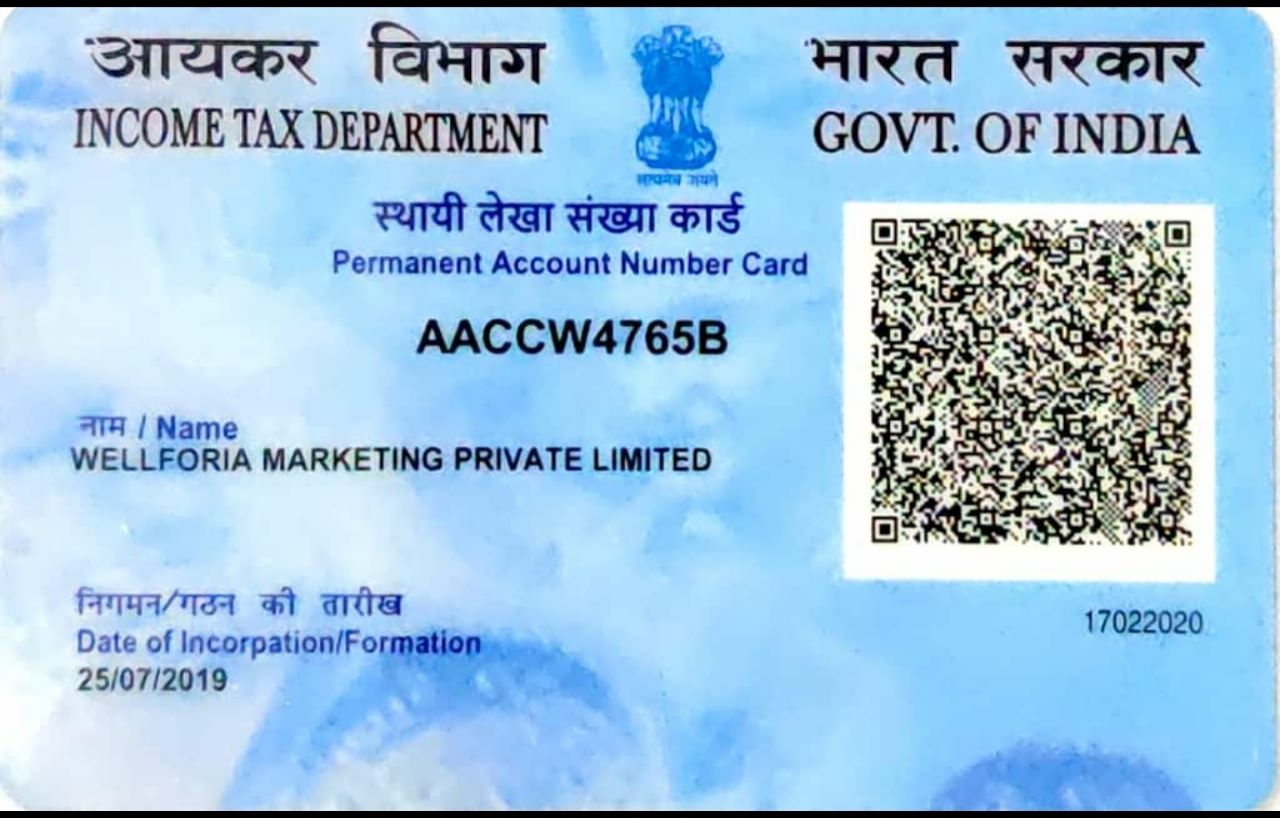 आयकर विभाग
INCOME TAX DEPARTMENT
भारत सरकार
GOVT. OF INDIA
सत्यमेव जयते
स्थायी लेखा संख्या कार्ड
Permanent Account Number Card
AACCW4765B
नाम / Name
WELLFORIA MARKETING PRIVATE LIMITED
निगमन/गठन की तारीख
Date of Incorpation/Formation
25/07/2019
17022020